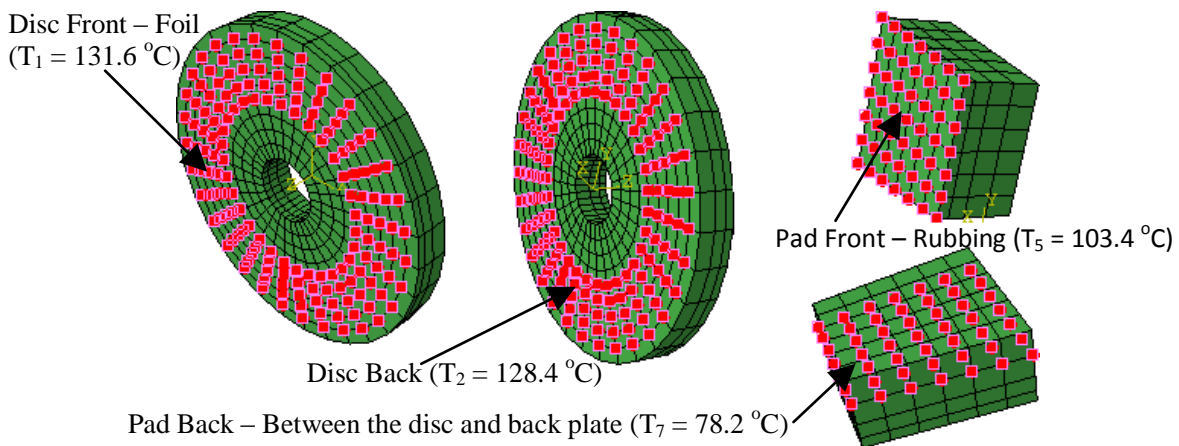 Disc Front – Foil
(T₁ = 131.6 °C)
Pad Front – Rubbing (T₅ = 103.4 °C)
Disc Back (T₂ = 128.4 °C)
Pad Back – Between the disc and back plate (T₇ = 78.2 °C)
X Y